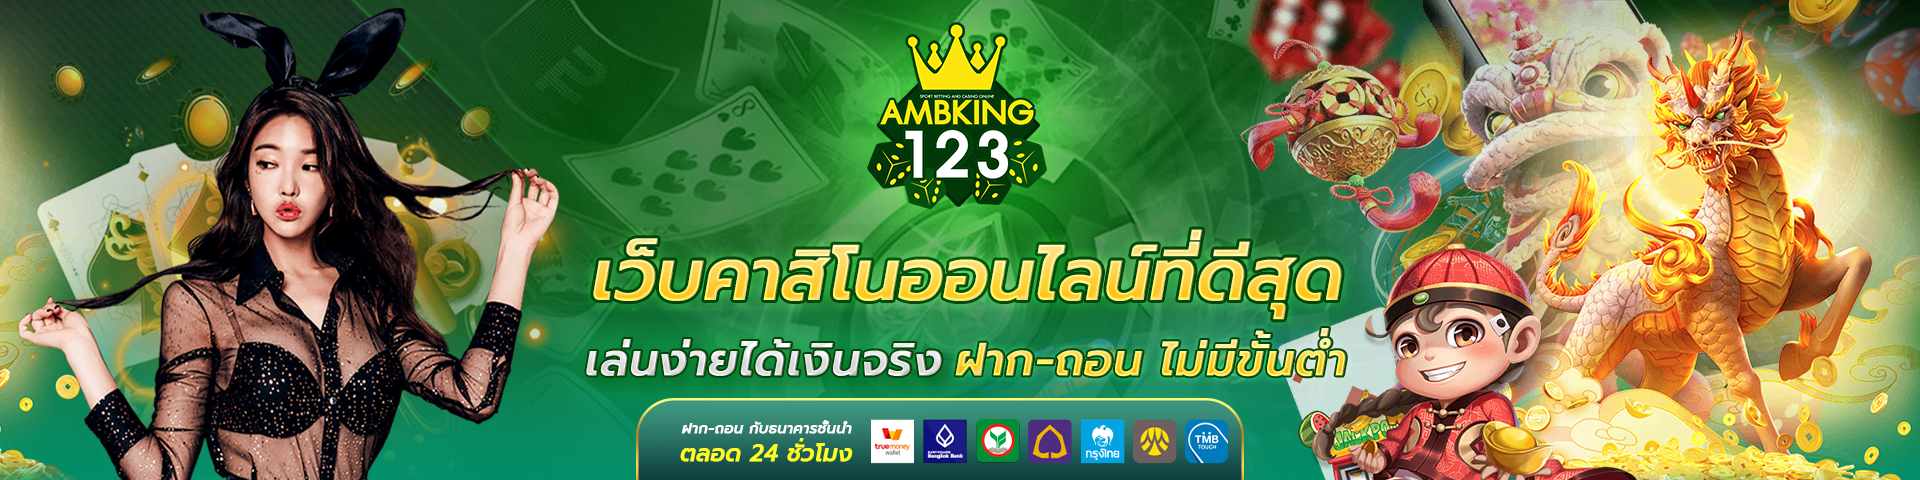 SPORT BETTING AND CASINO ONLINE
AMBKING
123
เว็บคาสิโนออนไลน์ที่ดีสุด
เล่นง่ายได้เงินจริง ฝาก-ถอน ไม่มีขั้นต่ำ
ฝาก-ถอน กับธนาคารชั้นนำ
ตลอด 24 ชั่วโมง
truemoney
wallet
Bangkok Bank
กรุงไทย
TMB
TOUCH